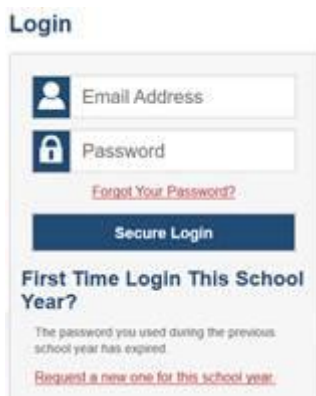 Login
Email Address
Password
Forgot Your Password?
Secure Login
First Time Login This School
Year?
The password you used during the previous
school year has expired.
Request a new one for this school year.